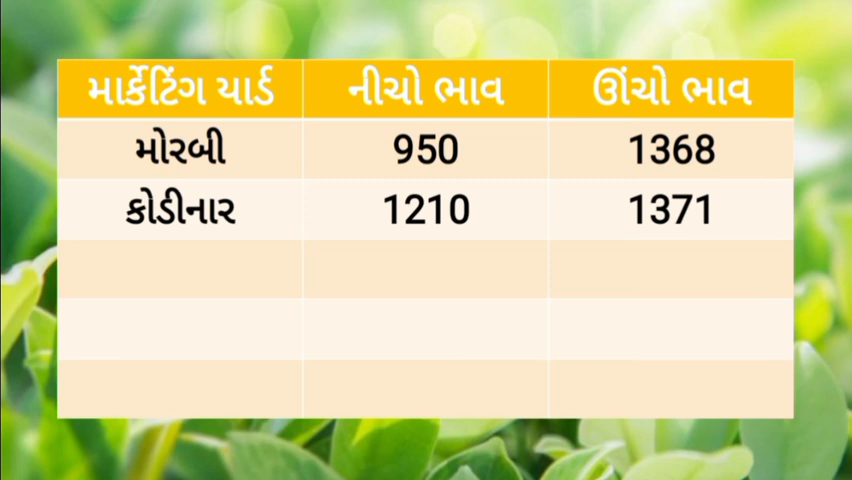 માર્કેટિંગ યાર્ડ નીચો ભાવ ઊંચો ભાવ
મોરબી 950 1368
કોડીનાર 1210 1371